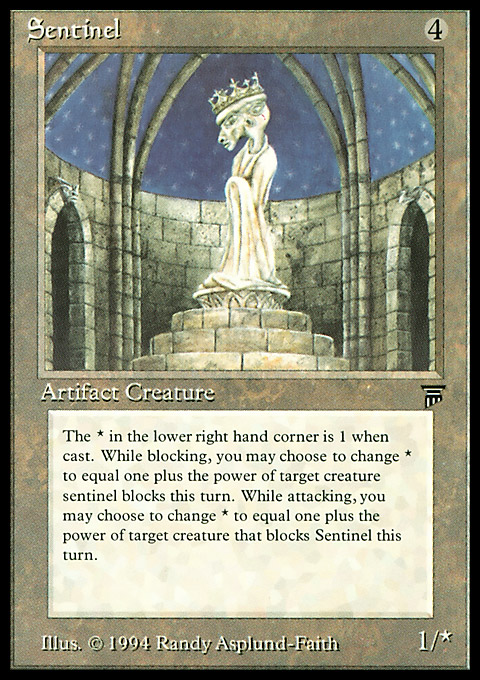 Sentinel 4
Artifact Creature
The * in the lower right hand corner is 1 when
cast. While blocking, you may choose to change *
to equal one plus the power of target creature
sentinel blocks this turn. While attacking, you
may choose to change * to equal one plus the
power of target creature that blocks Sentinel this
turn.
Illus. © 1994 Randy Asplund-Faith 1/*